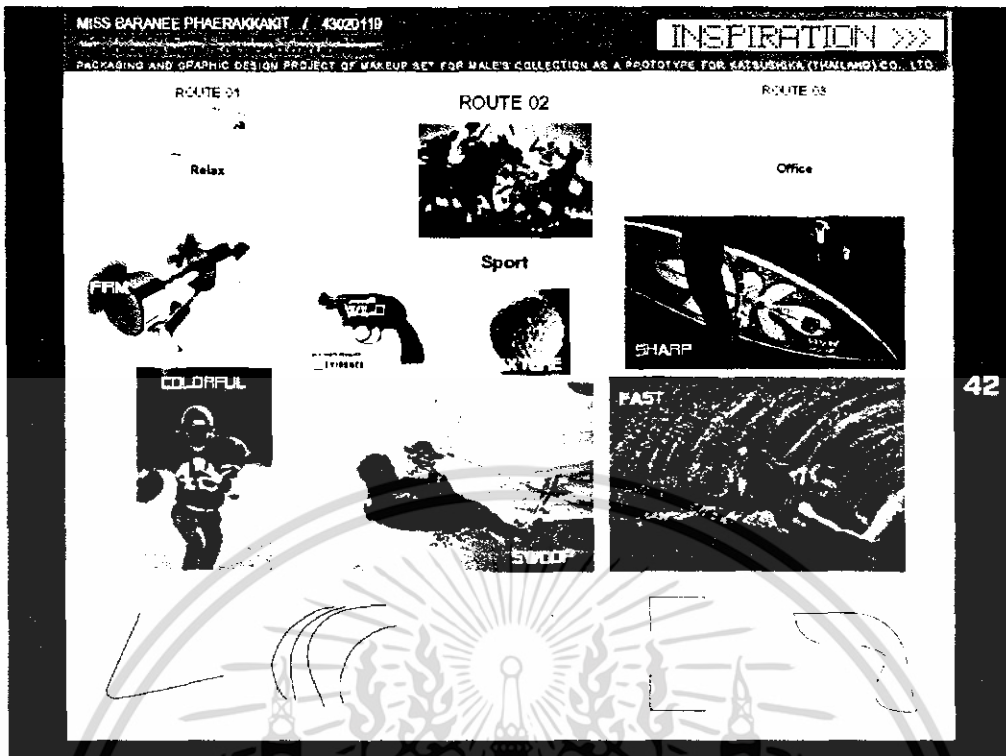 MISS BARANEE PHAERAKKAKIT / 43020119
INSPIRATION >>>
PACKAGING AND GRAPHIC DESIGN PROJECT OF MAKEUP SET FOR MALE'S COLLECTION AS A PROTOTYPE FOR KATSUSHIKA (THAILAND) CO., LTD.
ROUTE 01
ROUTE 02
ROUTE 03
Relax
Office
Sport
FIRM
SHARP
EVIDENCE
COLORFUL
FAST
42
SWOOP